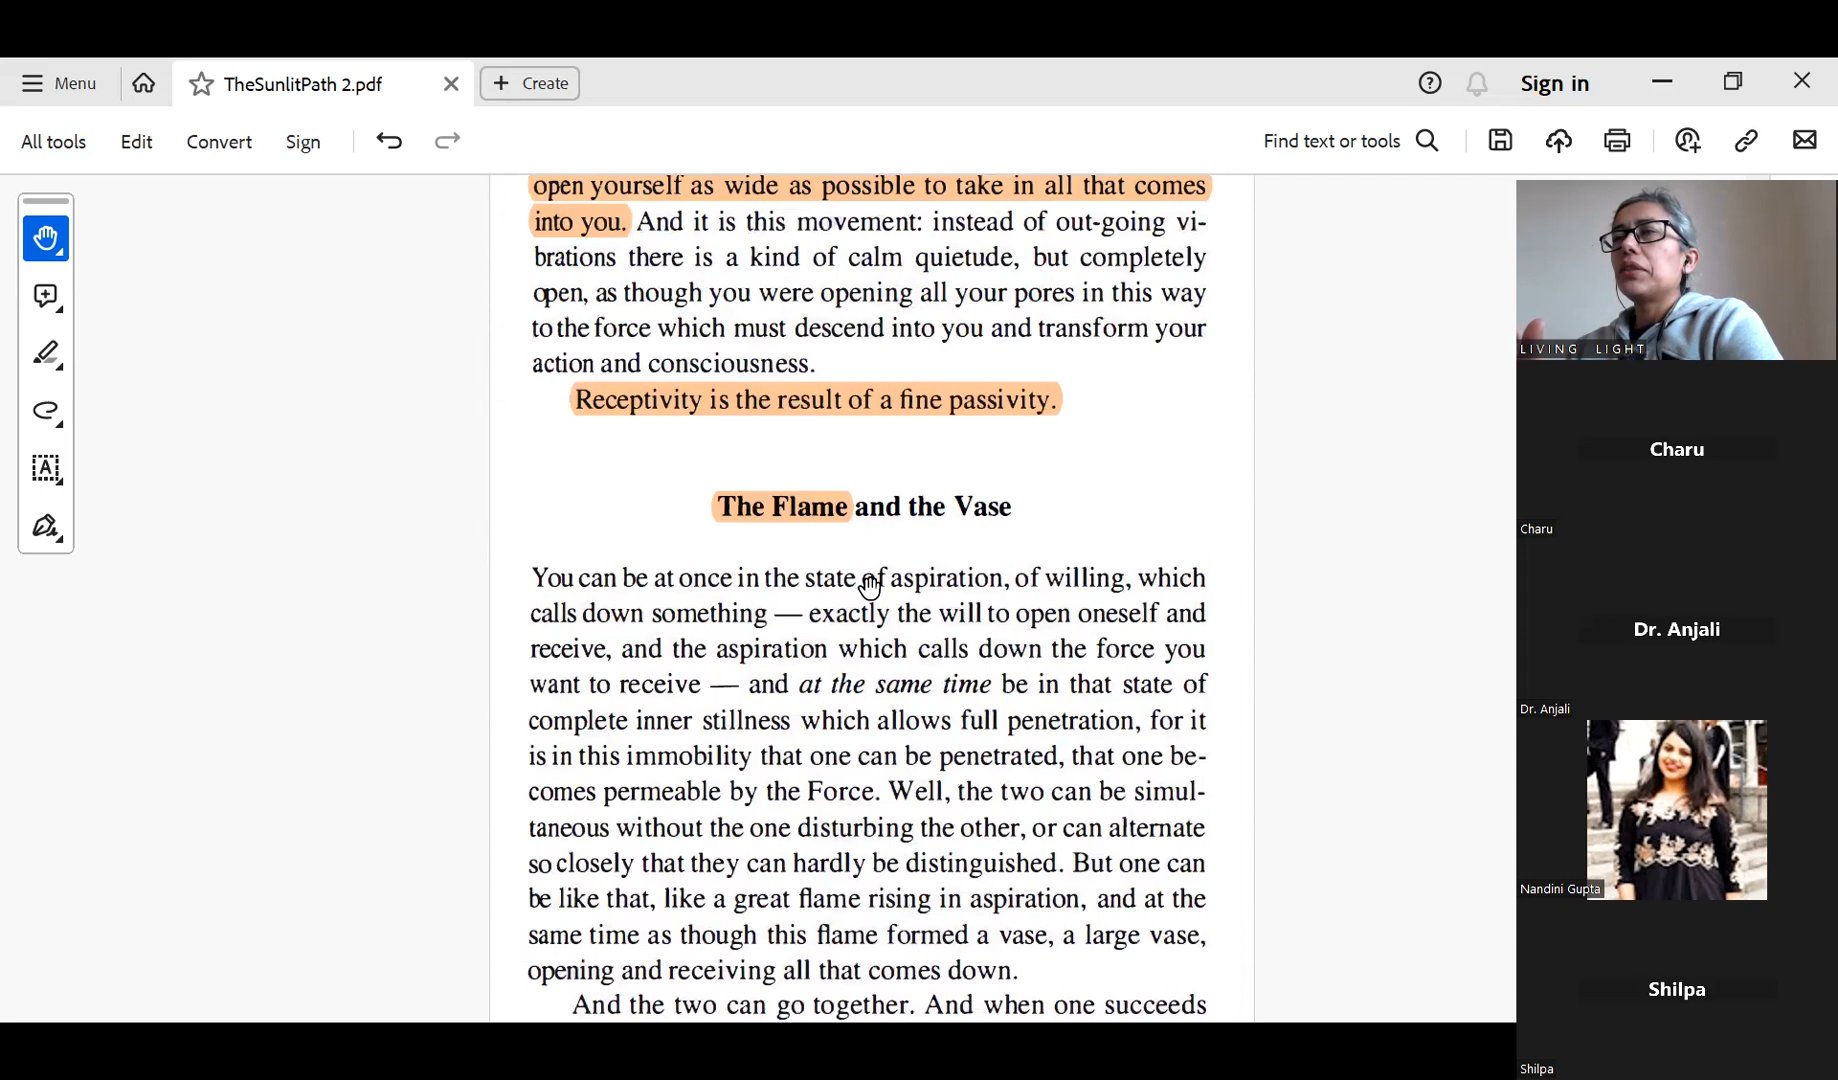 Menu
TheSunlitPath 2.pdf
Create
Sign in
All tools
Edit
Convert
Sign
Find text or tools
open yourself as wide as possible to take in all that comes
into you. And it is this movement: instead of out-going vi-
brations there is a kind of calm quietude, but completely
open, as though you were opening all your pores in this way
to the force which must descend into you and transform your
action and consciousness.
Receptivity is the result of a fine passivity.
The Flame and the Vase
You can be at once in the state of aspiration, of willing, which
calls down something — exactly the will to open oneself and
receive, and the aspiration which calls down the force you
want to receive — and at the same time be in that state of
complete inner stillness which allows full penetration, for it
is in this immobility that one can be penetrated, that one be-
comes permeable by the Force. Well, the two can be simul-
taneous without the one disturbing the other, or can alternate
so closely that they can hardly be distinguished. But one can
be like that, like a great flame rising in aspiration, and at the
same time as though this flame formed a vase, a large vase,
opening and receiving all that comes down.
And the two can go together. And when one succeeds
LIVING LIGHT
Charu
Charu
Dr. Anjali
Dr. Anjali
Nandini Gupta
Shilpa
Shilpa